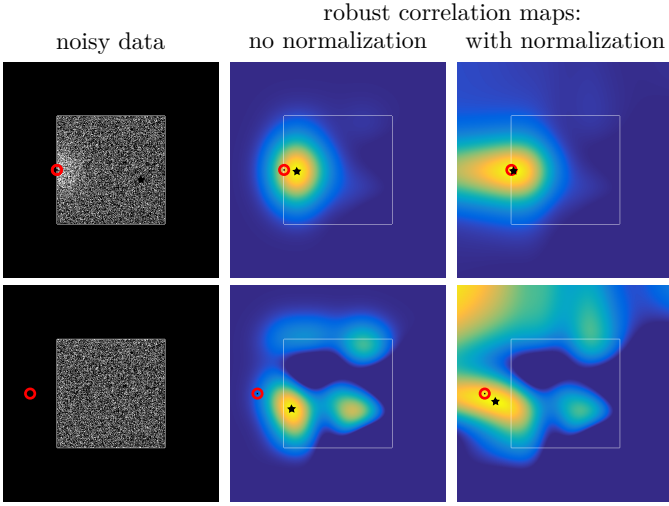 robust correlation maps:
noisy data
no normalization
with normalization